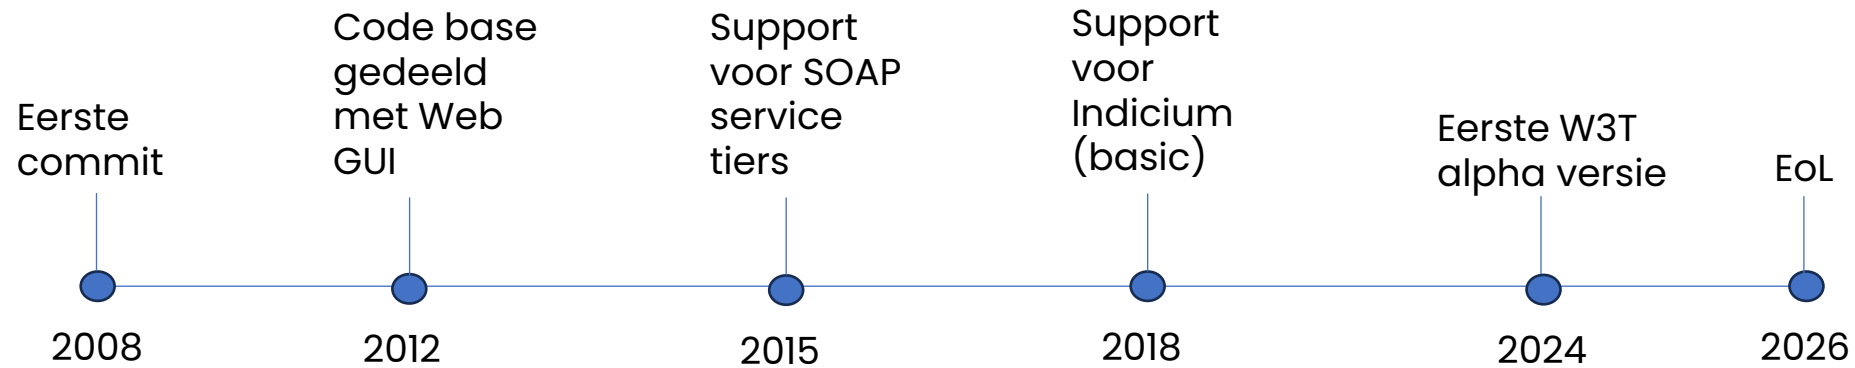 Eerste
commit
Code base
gedeeld
met Web
GUI
Support
voor SOAP
service
tiers
Support
voor
Indicium
(basic)
Eerste W3T
alpha versie
EoL
2008
2012
2015
2018
2024
2026